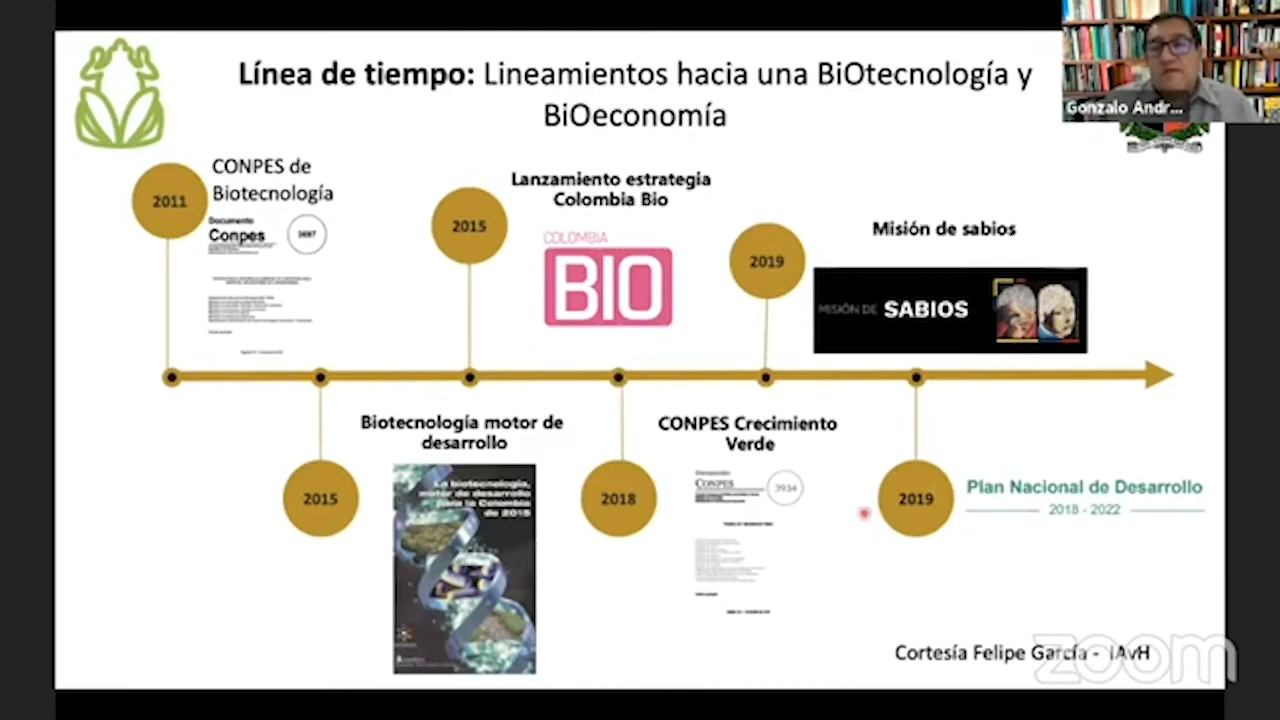 Línea de tiempo: Lineamientos hacia una BiOtecnología y
BiOeconomía
Gonzalo Andr...
2011
CONPES de
Biotecnología
Documento
Conpes
3697
2015
Lanzamiento estrategia
Colombia Bio
COLOMBIA
BIO
2019
Misión de sabios
MISIÓN DE SABIOS
2015
Biotecnología motor de
desarrollo
La biotecnología,
motor de desarrollo
para la Colombia
de 2015
2018
CONPES Crecimiento
Verde
Documento
CONPES
3934
2019
Plan Nacional de Desarrollo
2018 - 2022
Cortesía Felipe García - IAvH
zoom